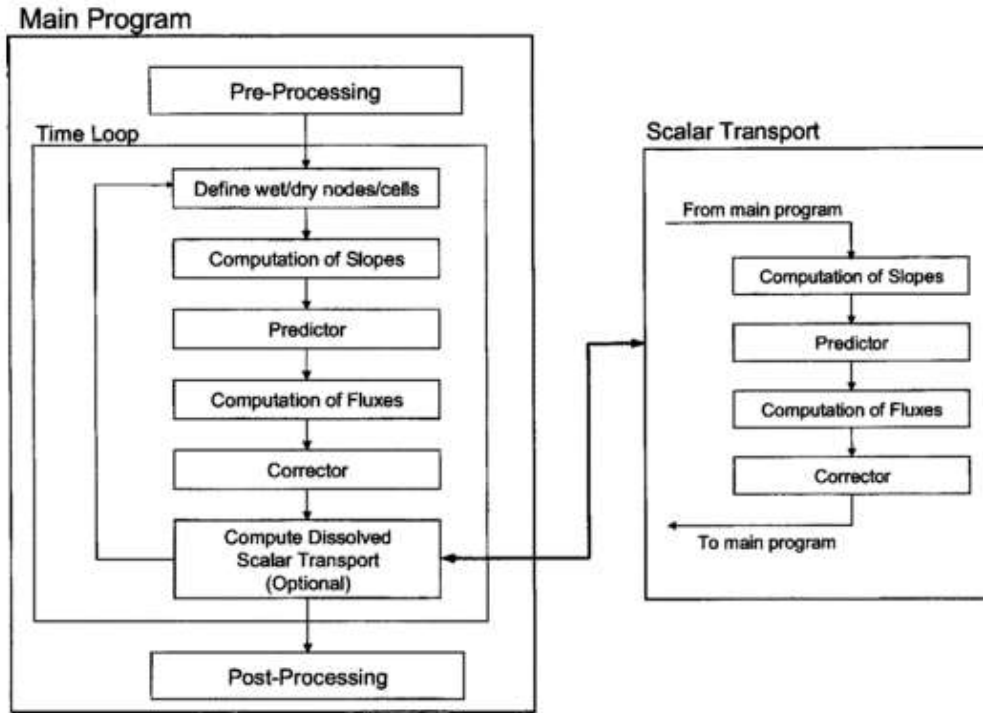 Main Program
Pre-Processing
Time Loop
Define wet/dry nodes/cells
Computation of Slopes
Predictor
Computation of Fluxes
Corrector
Compute Dissolved
Scalar Transport
(Optional)
Post-Processing
Scalar Transport
From main program
Computation of Slopes
Predictor
Computation of Fluxes
Corrector
To main program